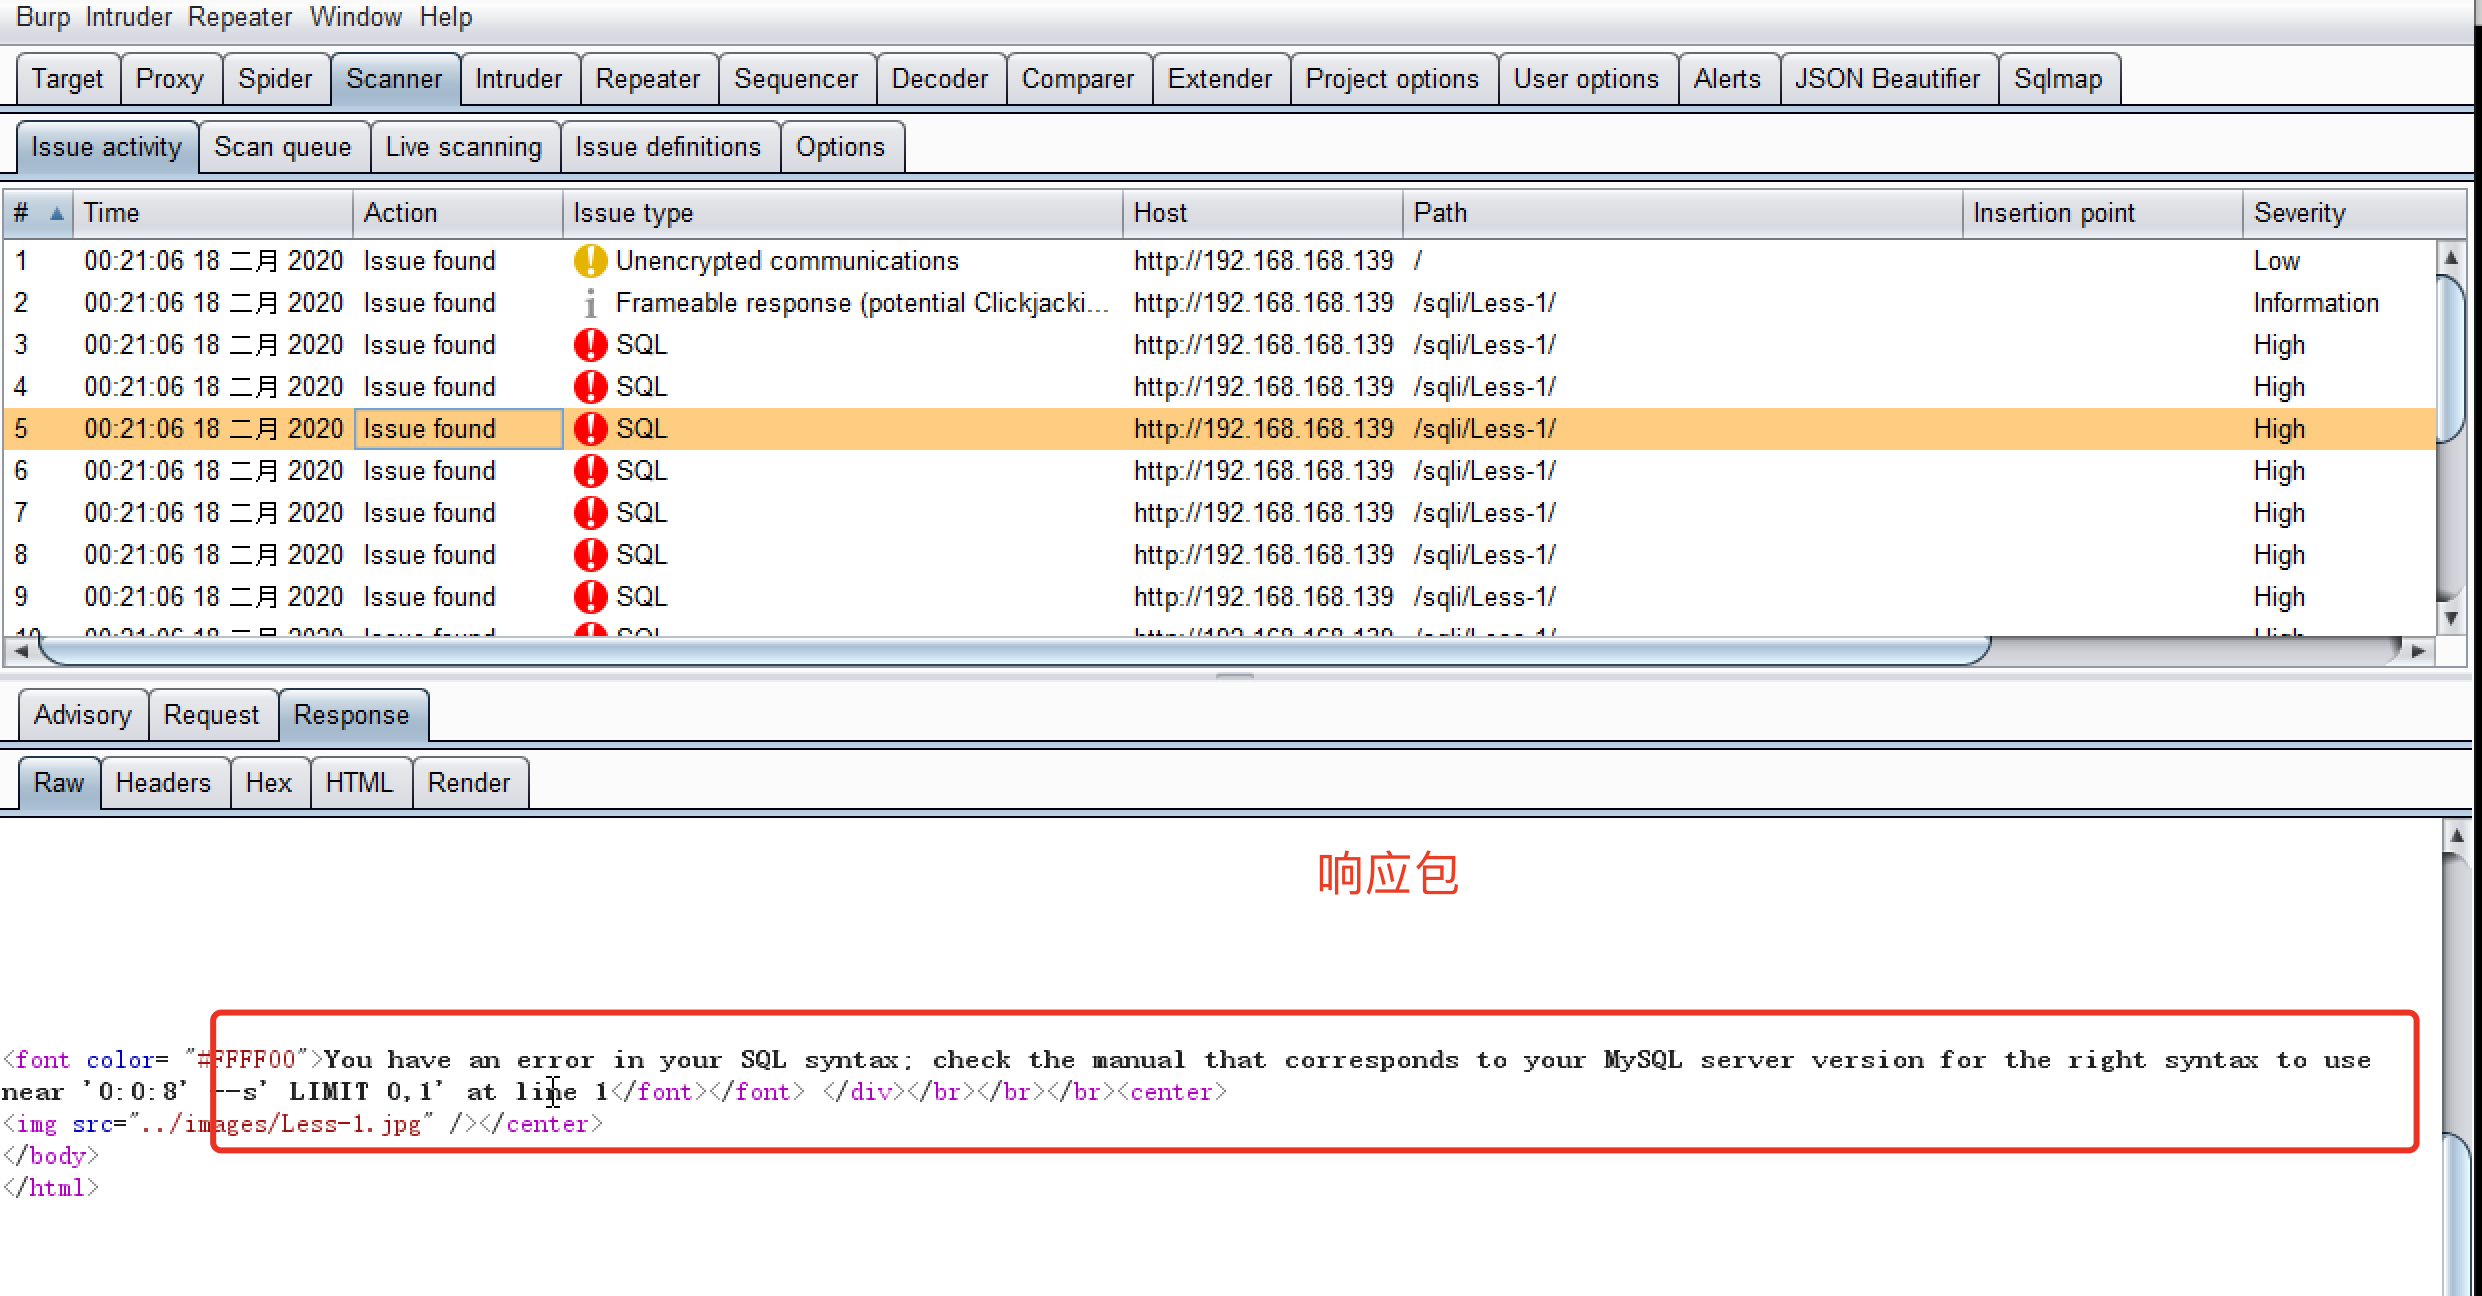 Burp Intruder Repeater Window Help
Target Proxy Spider Scanner Intruder Repeater Sequencer Decoder Comparer Extender Project options User options Alerts JSON Beautifier Sqlmap
Issue activity Scan queue Live scanning Issue definitions Options
# Time Action Issue type Host Path Insertion point Severity
1 00:21:06 18 二月 2020 Issue found Unencrypted communications http://192.168.168.139 / Low
2 00:21:06 18 二月 2020 Issue found Frameable response (potential Clickjacki... http://192.168.168.139 /sqli/Less-1/ Information
3 00:21:06 18 二月 2020 Issue found SQL http://192.168.168.139 /sqli/Less-1/ High
4 00:21:06 18 二月 2020 Issue found SQL http://192.168.168.139 /sqli/Less-1/ High
5 00:21:06 18 二月 2020 Issue found SQL http://192.168.168.139 /sqli/Less-1/ High
6 00:21:06 18 二月 2020 Issue found SQL http://192.168.168.139 /sqli/Less-1/ High
7 00:21:06 18 二月 2020 Issue found SQL http://192.168.168.139 /sqli/Less-1/ High
8 00:21:06 18 二月 2020 Issue found SQL http://192.168.168.139 /sqli/Less-1/ High
9 00:21:06 18 二月 2020 Issue found SQL http://192.168.168.139 /sqli/Less-1/ High
Advisory Request Response
Raw Headers Hex HTML Render
响应包
<font color= "#FFFF00">You have an error in your SQL syntax; check the manual that corresponds to your MySQL server version for the right syntax to use
near '0:0:8' --s' LIMIT 0,1' at line 1</font></font> </div></br></br></br><center>
<img src="../images/Less-1.jpg" /></center>
</body>
</html>